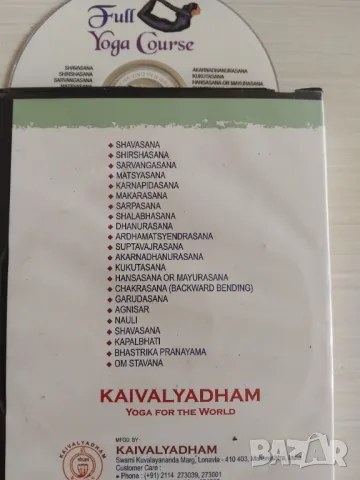 Full
Yoga Course
SHAVASANA
SHIRSHASANA
SARVANGASANA
AKARNADHANURASANA
KUKUTASANA
HANSASANA OR MAYURASANA
SHAVASANA
SHIRSHASANA
SARVANGASANA
MATSYASANA
KARNAPIDASANA
MAKARASANA
SARPASANA
SHALABHASANA
DHANURASANA
ARDHAMATSYENDRASANA
SUPTAVAJRASANA
AKARNADHANURASANA
KUKUTASANA
HANSASANA OR MAYURASANA
CHAKRASANA (BACKWARD BENDING)
GARUDASANA
AGNISAR
NAULI
SHAVASANA
KAPALBHATI
BHASTRIKA PRANAYAMA
OM STAVANA
KAIVALYADHAM
YOGA FOR THE WORLD
MFGD. BY
KAIVALYADHAM
Swami Kuvalayananda Marg, Lonavla - 410 403,
Customer Care :
• Phone : (+91) 2114 273039, 273001
KAIVALYADHAM
BAZAR
bg